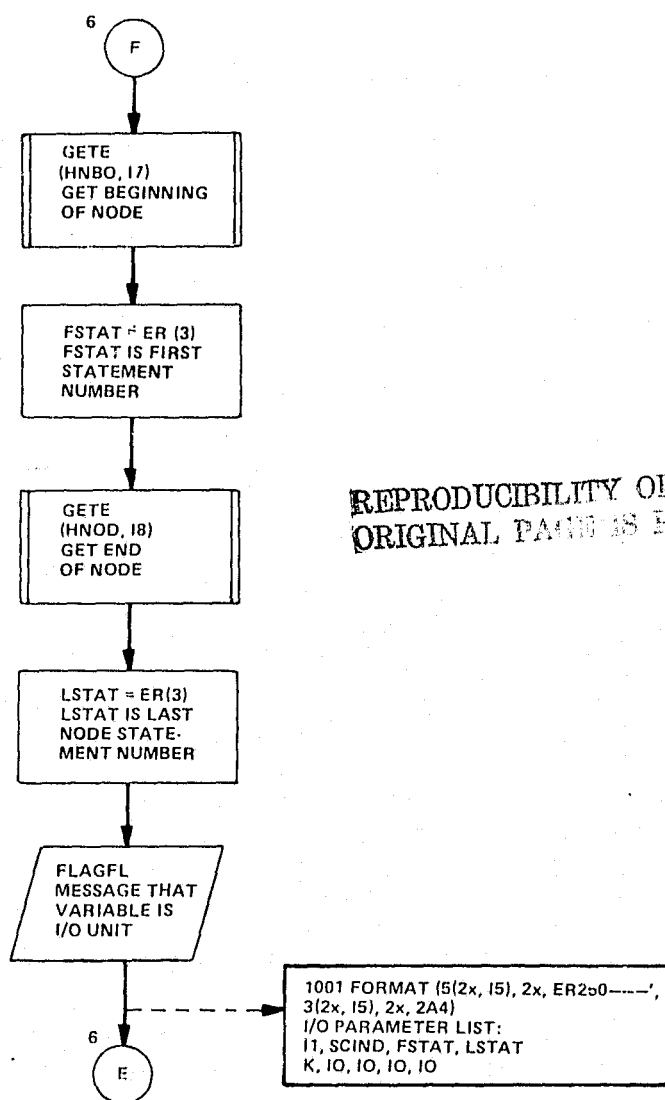 6
F
GETE
(HNBO, I7)
GET BEGINNING
OF NODE
FSTAT = ER (3)
FSTAT IS FIRST
STATEMENT
NUMBER
GETE
(HNOD, I8)
GET END
OF NODE
REPRODUCIBILITY OF
ORIGINAL PAGE IS
LSTAT = ER(3)
LSTAT IS LAST
NODE STATE-
MENT NUMBER
FLAGFL
MESSAGE THAT
VARIABLE IS
I/O UNIT
1001 FORMAT (5(2x, I5), 2x, ER250----',
3(2x, I5), 2x, 2A4)
I/O PARAMETER LIST:
I1, SCIND, FSTAT, LSTAT
K, IO, IO, IO, IO
6
E